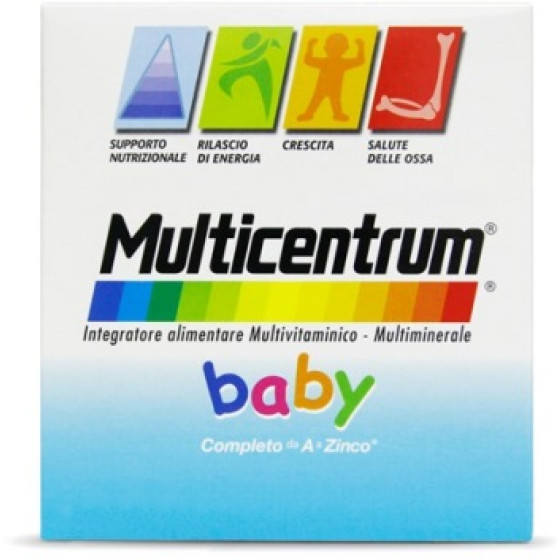 SUPPORTO NUTRIZIONALE
RILASCIO DI ENERGIA
CRESCITA
SALUTE DELLE OSSA
Multicentrum®
®
Integratore alimentare Multivitaminico - Multiminerale
baby
Completo da A a Zinco®